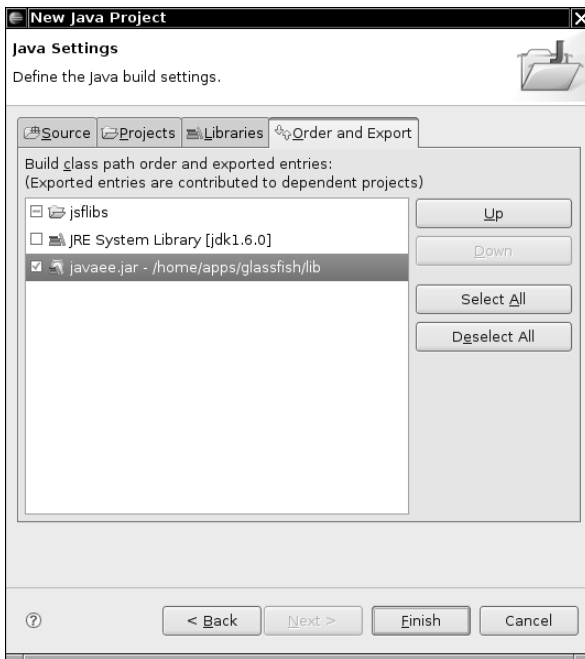 New Java Project
Java Settings
Define the Java build settings.
Source Projects Libraries Order and Export
Build class path order and exported entries:
(Exported entries are contributed to dependent projects)
jsflibs
JRE System Library [jdk1.6.0]
javaee.jar - /home/apps/glassfish/lib
Up
Down
Select All
Deselect All
? < Back Next > Finish Cancel